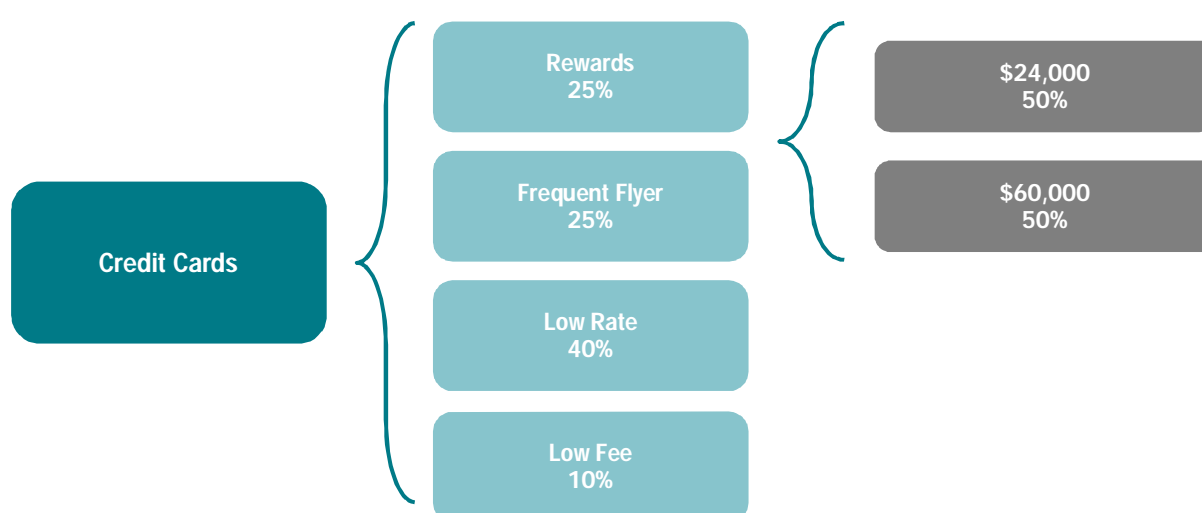 Credit Cards
Rewards
25%
Frequent Flyer
25%
Low Rate
40%
Low Fee
10%
$24,000
50%
$60,000
50%